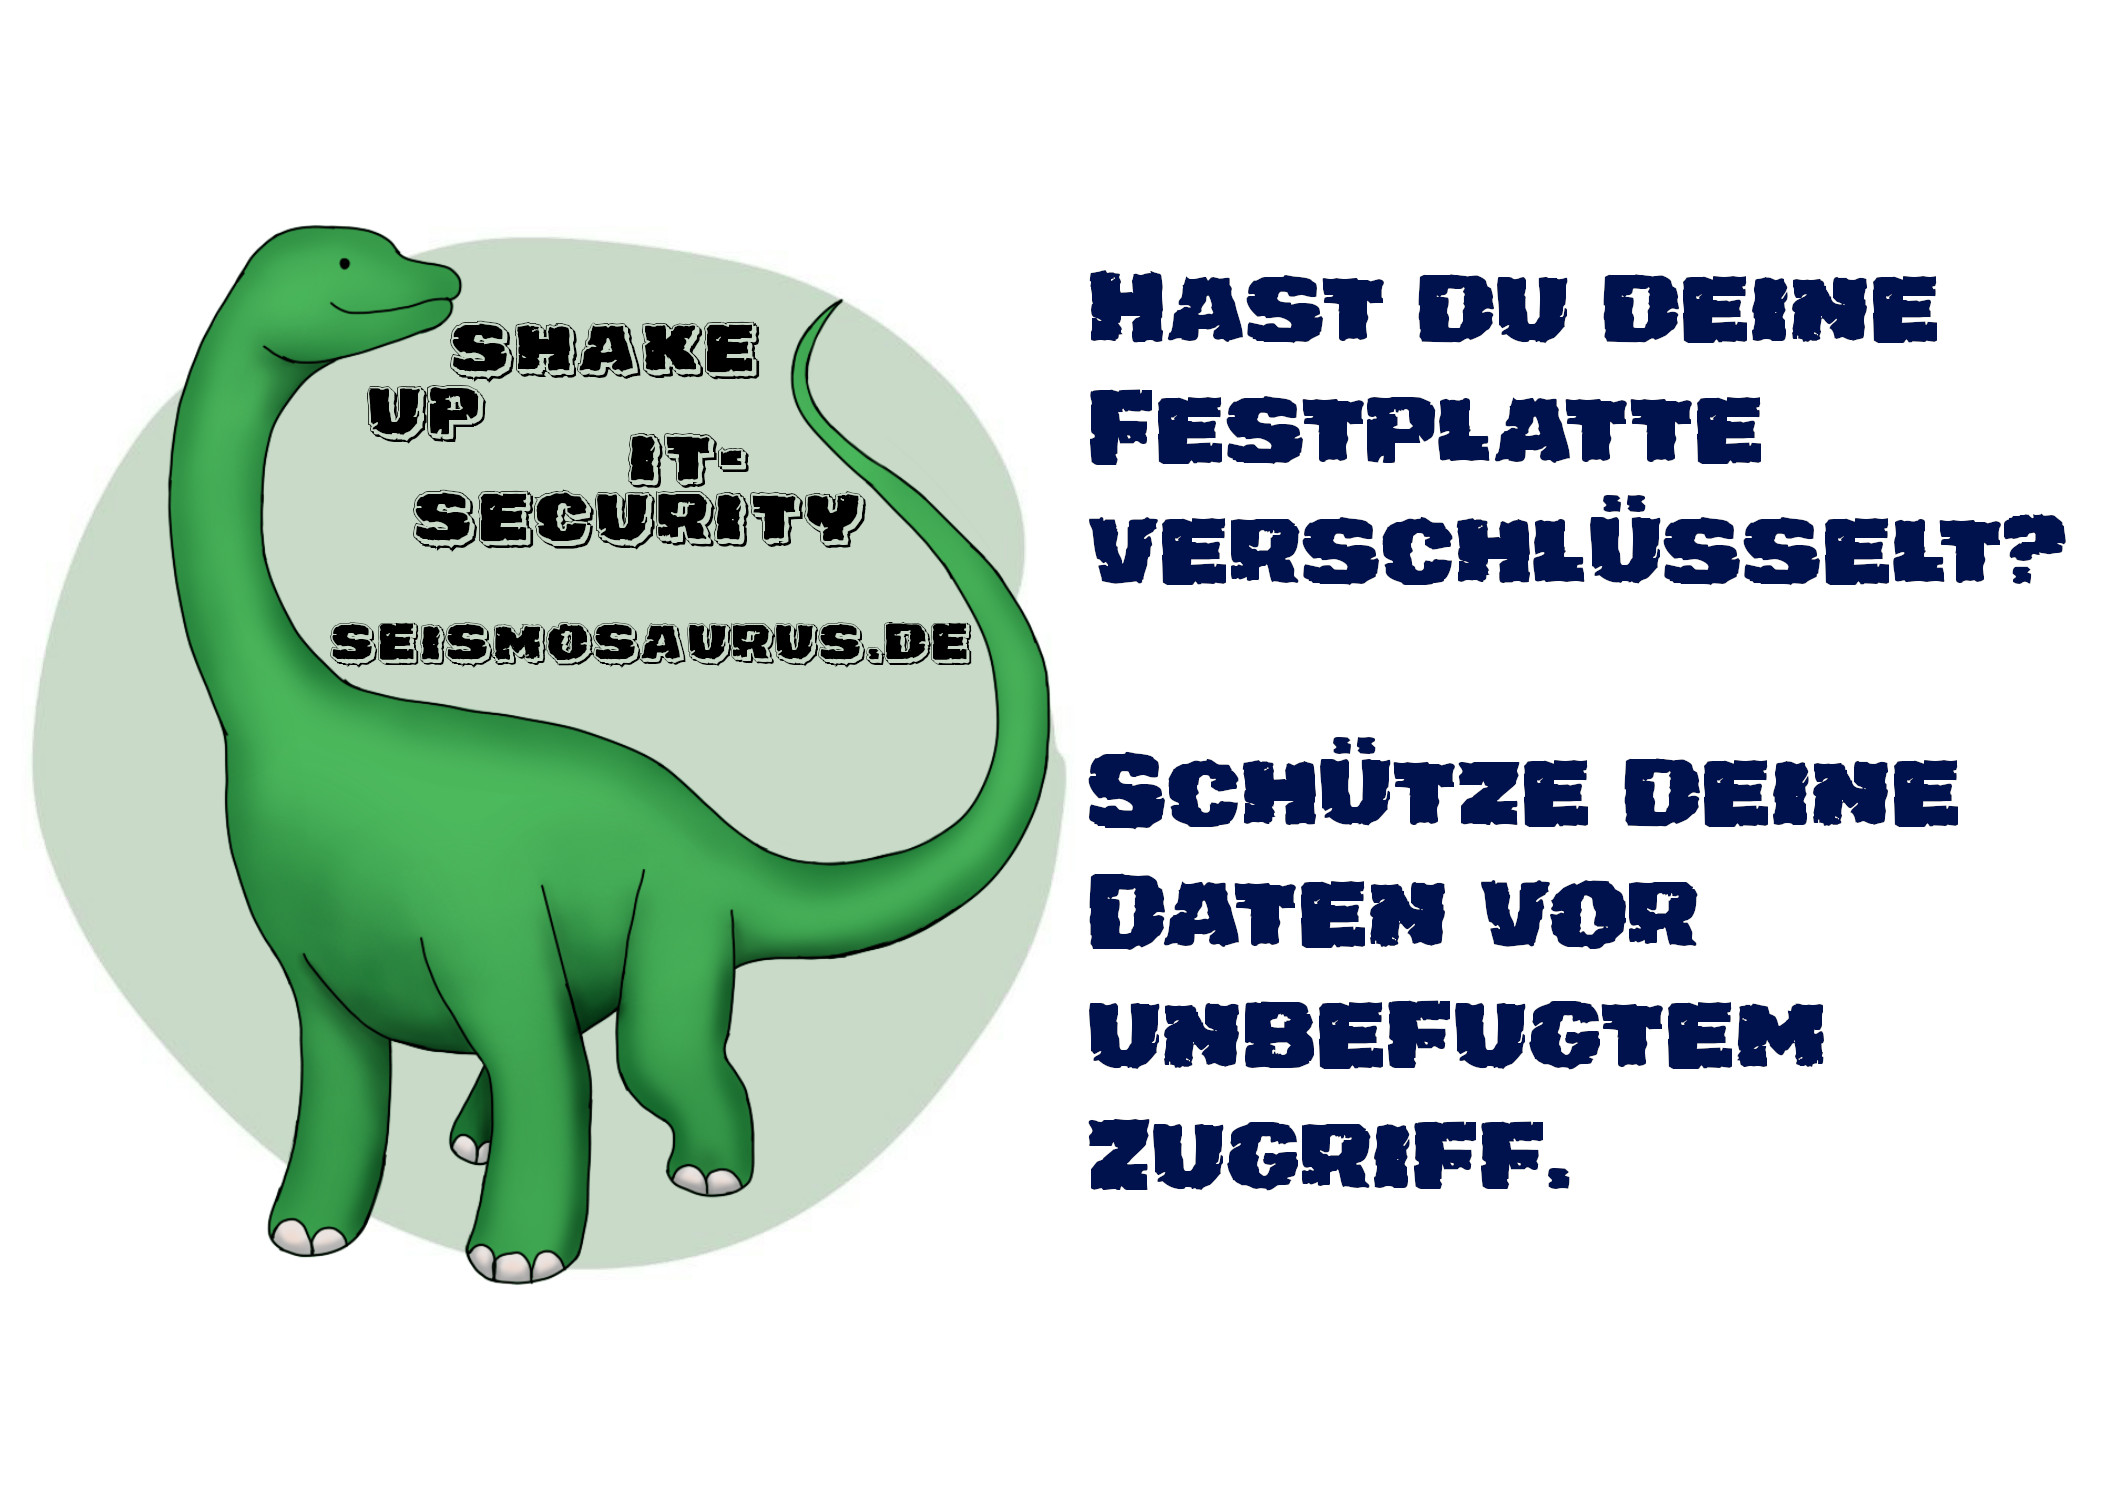 SHAKE
UP
IT-
SECURITY
SEISMOSAURUS.DE
Hast Du Deine
Festplatte
verschlüsselt?
Schütze Deine
Daten vor
unbefugtem
Zugriff.